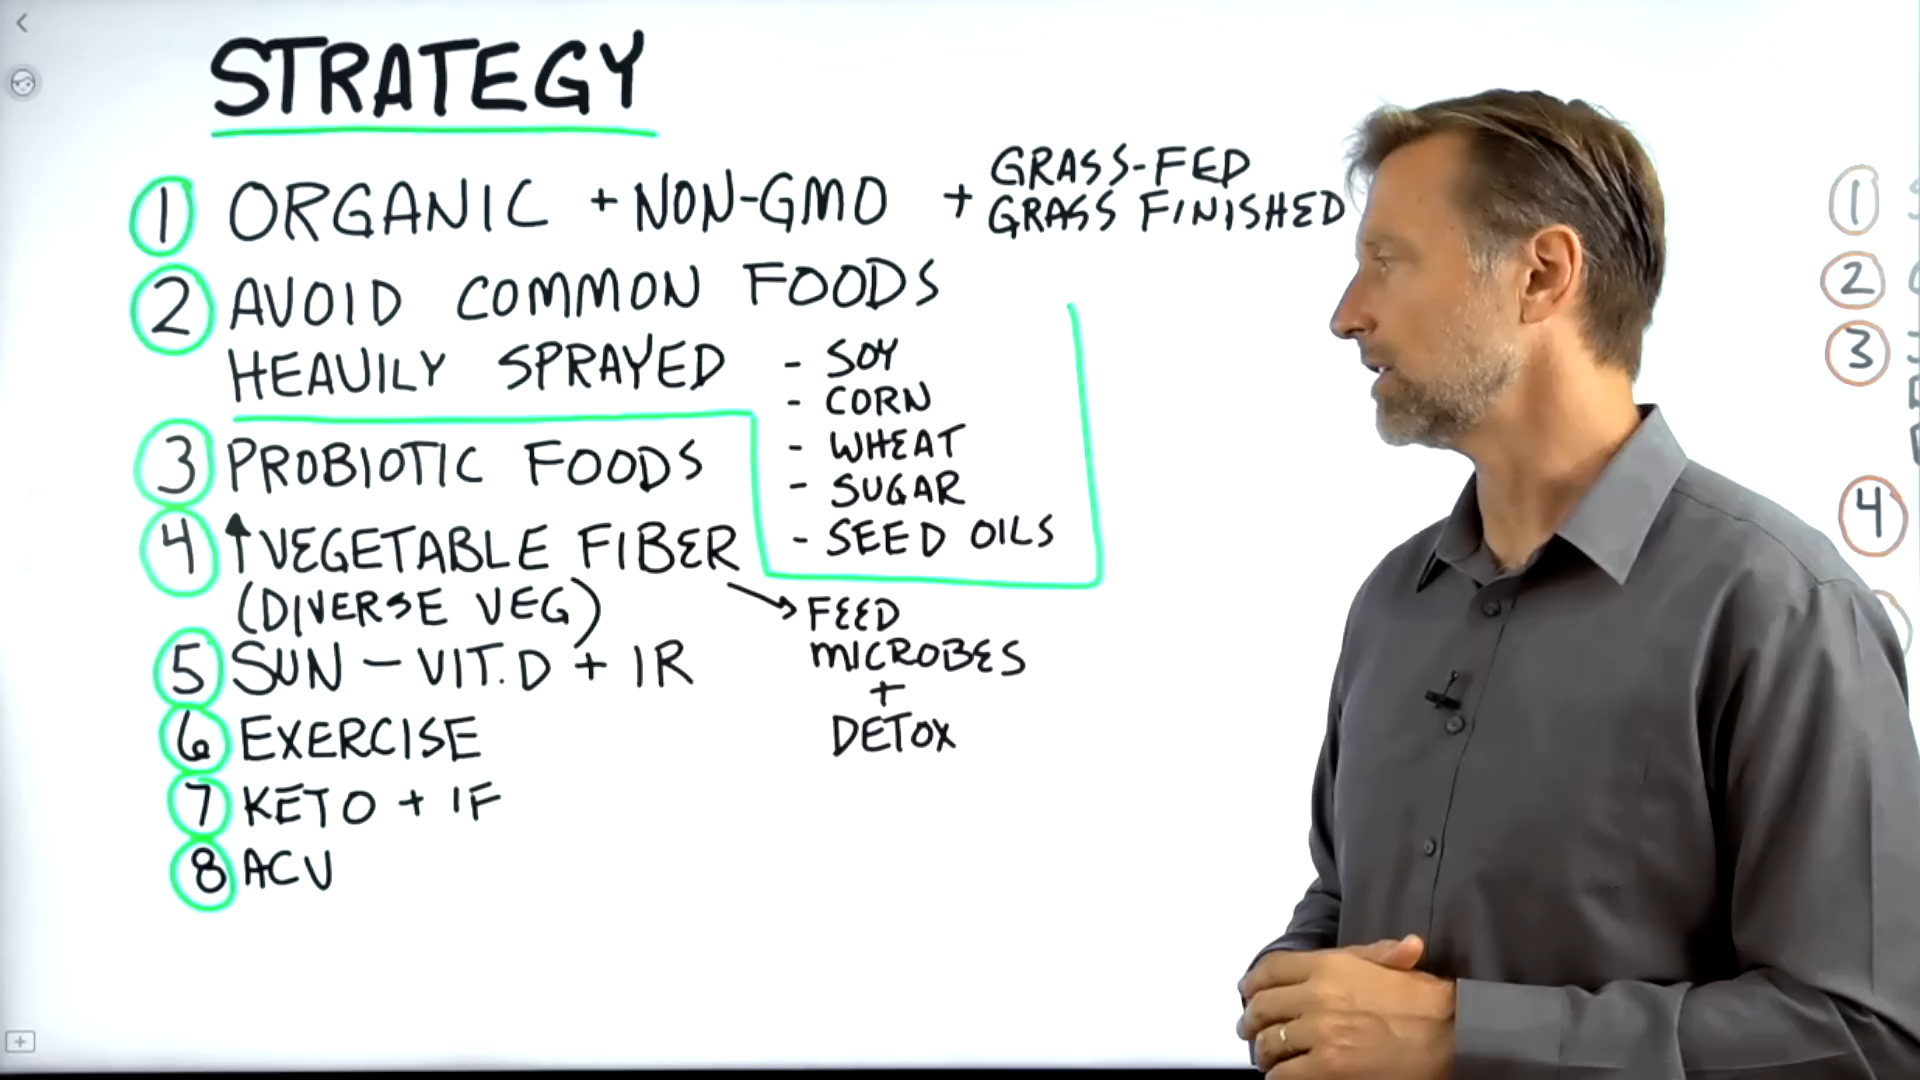 STRATEGY
1 ORGANIC + NON-GMO + GRASS-FED
GRASS FINISHED
2 AVOID COMMON FOODS
HEAVILY SPRAYED
- SOY
- CORN
- WHEAT
- SUGAR
- SEED OILS
3 PROBIOTIC FOODS
4 ↑ VEGETABLE FIBER
(DIVERSE VEG)
→ FEED
MICROBES
+
DETOX
5 SUN - VIT. D + IR
6 EXERCISE
7 KETO + IF
8 ACV
1
2
3
4